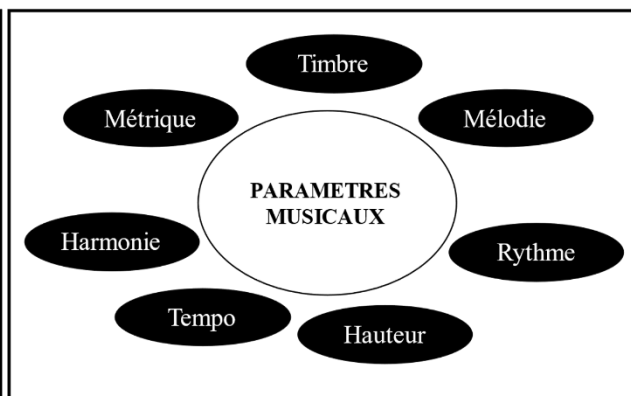 Timbre
Métrique
Mélodie
PARAMETRES
MUSICAUX
Harmonie
Rythme
Tempo
Hauteur